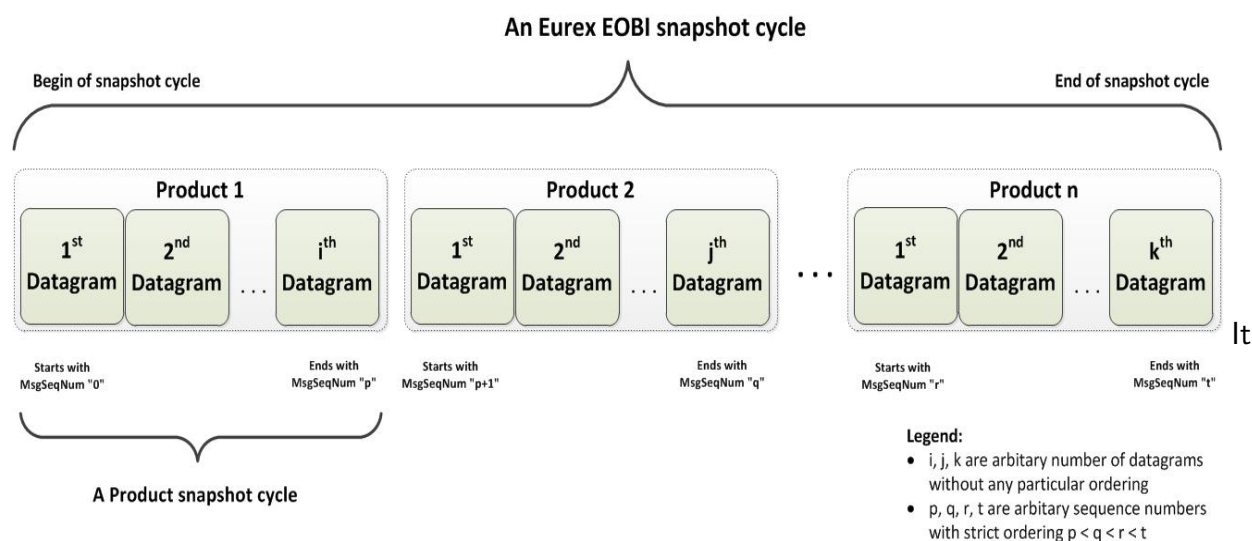 An Eurex EOBI snapshot cycle
Begin of snapshot cycle
End of snapshot cycle
Product 1
Product 2
Product n
1st
Datagram
2nd
Datagram
. . .
ith
Datagram
1st
Datagram
2nd
Datagram
. . .
jth
Datagram
. . .
1st
Datagram
2nd
Datagram
. . .
kth
Datagram
It
Starts with
MsgSeqNum "0"
Ends with
MsgSeqNum "p"
Starts with
MsgSeqNum "p+1"
Ends with
MsgSeqNum "q"
Starts with
MsgSeqNum "r"
Ends with
MsgSeqNum "t"
A Product snapshot cycle
Legend:
• i, j, k are arbitary number of datagrams
without any particular ordering
• p, q, r, t are arbitary sequence numbers
with strict ordering p < q < r < t